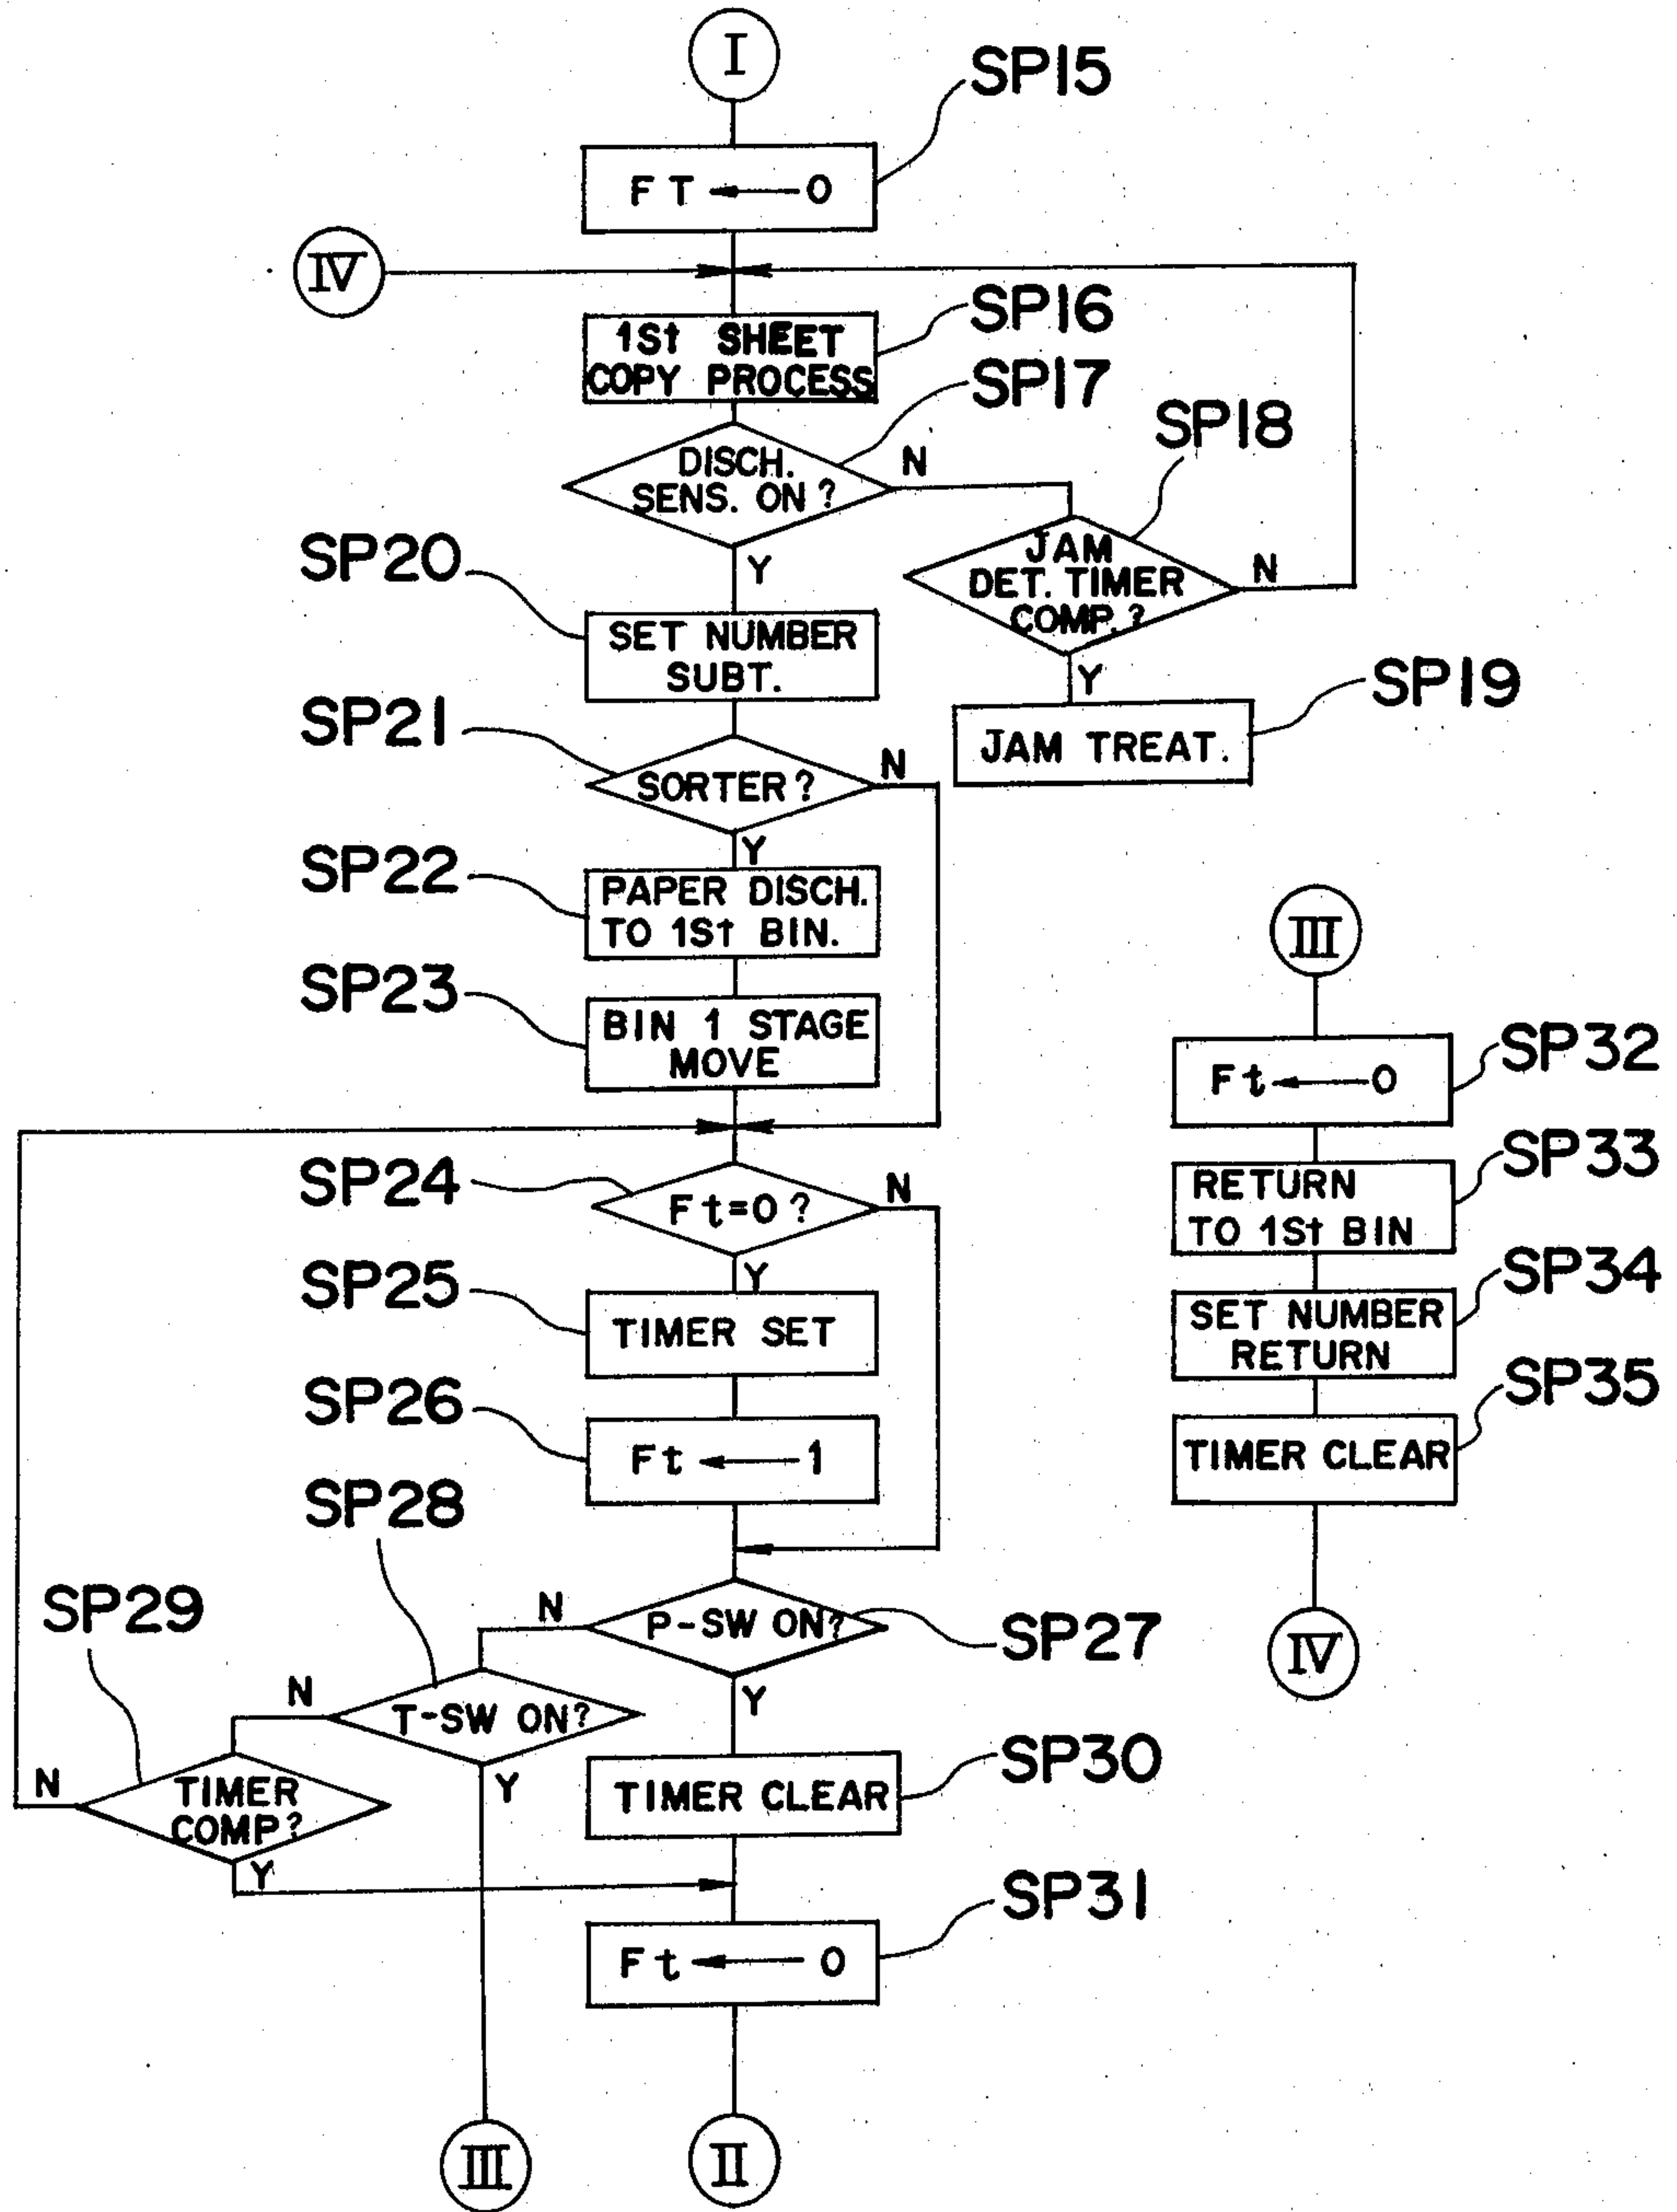 I
SP15
F T ← 0
IV
SP16
1St SHEET
COPY PROCESS
SP17
DISCH.
SENS. ON ?
N
Y
SP18
JAM
DET. TIMER
COMP. ?
N
Y
SP19
JAM TREAT.
SP20
SET NUMBER
SUBT.
SP21
SORTER ?
N
Y
SP22
PAPER DISCH.
TO 1St BIN.
SP23
BIN 1 STAGE
MOVE
SP24
Ft=0 ?
N
Y
SP25
TIMER SET
SP26
Ft ← 1
SP27
P-SW ON?
N
Y
SP28
T-SW ON?
N
Y
SP29
TIMER
COMP?
N
Y
SP30
TIMER CLEAR
SP31
Ft ← 0
III
II
III
SP32
Ft ← 0
SP33
RETURN
TO 1St BIN
SP34
SET NUMBER
RETURN
SP35
TIMER CLEAR
IV